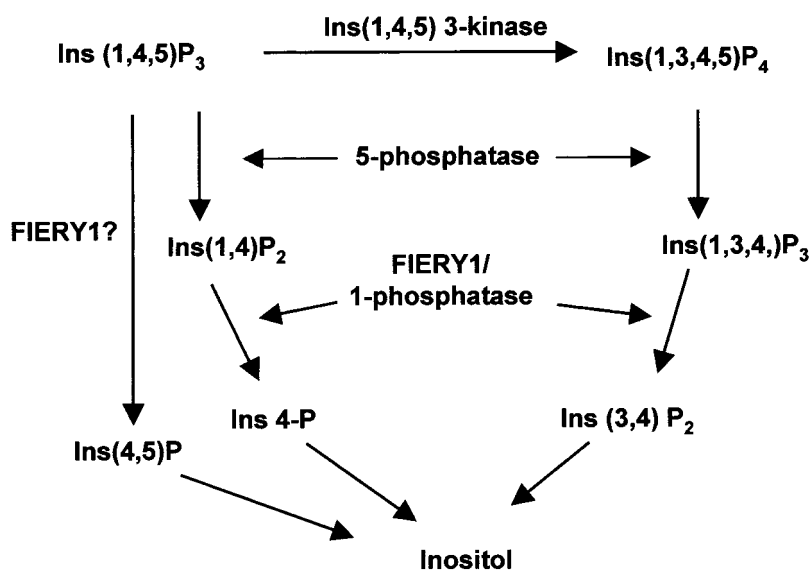 Ins(1,4,5) 3-kinase
Ins (1,4,5)P₃
Ins(1,3,4,5)P₄
5-phosphatase
FIERY1?
Ins(1,4)P₂
Ins(1,3,4,)P₃
FIERY1/
1-phosphatase
Ins 4-P
Ins (3,4) P₂
Ins(4,5)P
Inositol